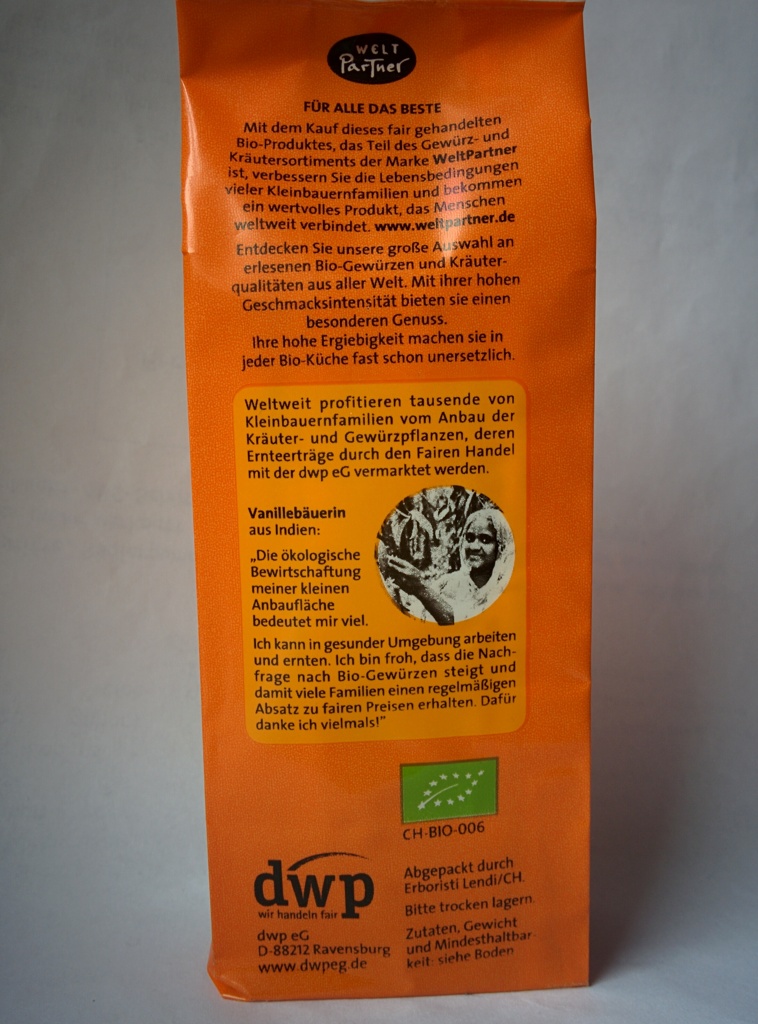 WELT
ParTner
FÜR ALLE DAS BESTE
Mit dem Kauf dieses fair gehandelten
Bio-Produktes, das Teil des Gewürz- und
Kräutersortiments der Marke WeltPartner
ist, verbessern Sie die Lebensbedingungen
vieler Kleinbauernfamilien und bekommen
ein wertvolles Produkt, das Menschen
weltweit verbindet. www.weltpartner.de
Entdecken Sie unsere große Auswahl an
erlesenen Bio-Gewürzen und Kräuter-
qualitäten aus aller Welt. Mit ihrer hohen
Geschmacksintensität bieten sie einen
besonderen Genuss.
Ihre hohe Ergiebigkeit machen sie in
jeder Bio-Küche fast schon unersetzlich.
Weltweit profitieren tausende von
Kleinbauernfamilien vom Anbau der
Kräuter- und Gewürzpflanzen, deren
Ernteerträge durch den Fairen Handel
mit der dwp eG vermarktet werden.
Vanillebäuerin
aus Indien:
„Die ökologische
Bewirtschaftung
meiner kleinen
Anbaufläche
bedeutet mir viel.
Ich kann in gesunder Umgebung arbeiten
und ernten. Ich bin froh, dass die Nach-
frage nach Bio-Gewürzen steigt und
damit viele Familien einen regelmäßigen
Absatz zu fairen Preisen erhalten. Dafür
danke ich vielmals!”
CH-BIO-006
dwp
wir handeln fair
dwp eG
D-88212 Ravensburg
www.dwpeg.de
Abgepackt durch
Erboristi Lendi/CH.
Bitte trocken lagern.
Zutaten, Gewicht
und Mindesthaltbar-
keit: siehe Boden